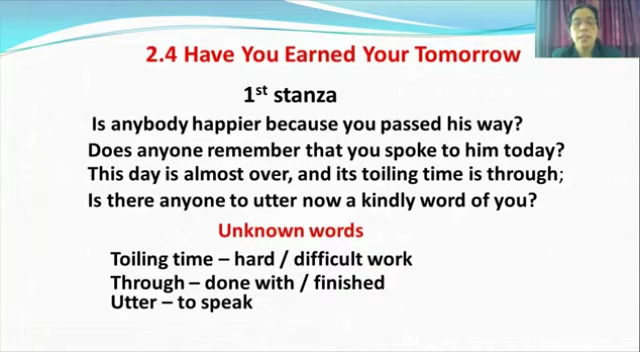 2.4 Have You Earned Your Tomorrow
1st stanza
Is anybody happier because you passed his way?
Does anyone remember that you spoke to him today?
This day is almost over, and its toiling time is through;
Is there anyone to utter now a kindly word of you?
Unknown words
Toiling time – hard / difficult work
Through – done with / finished
Utter – to speak